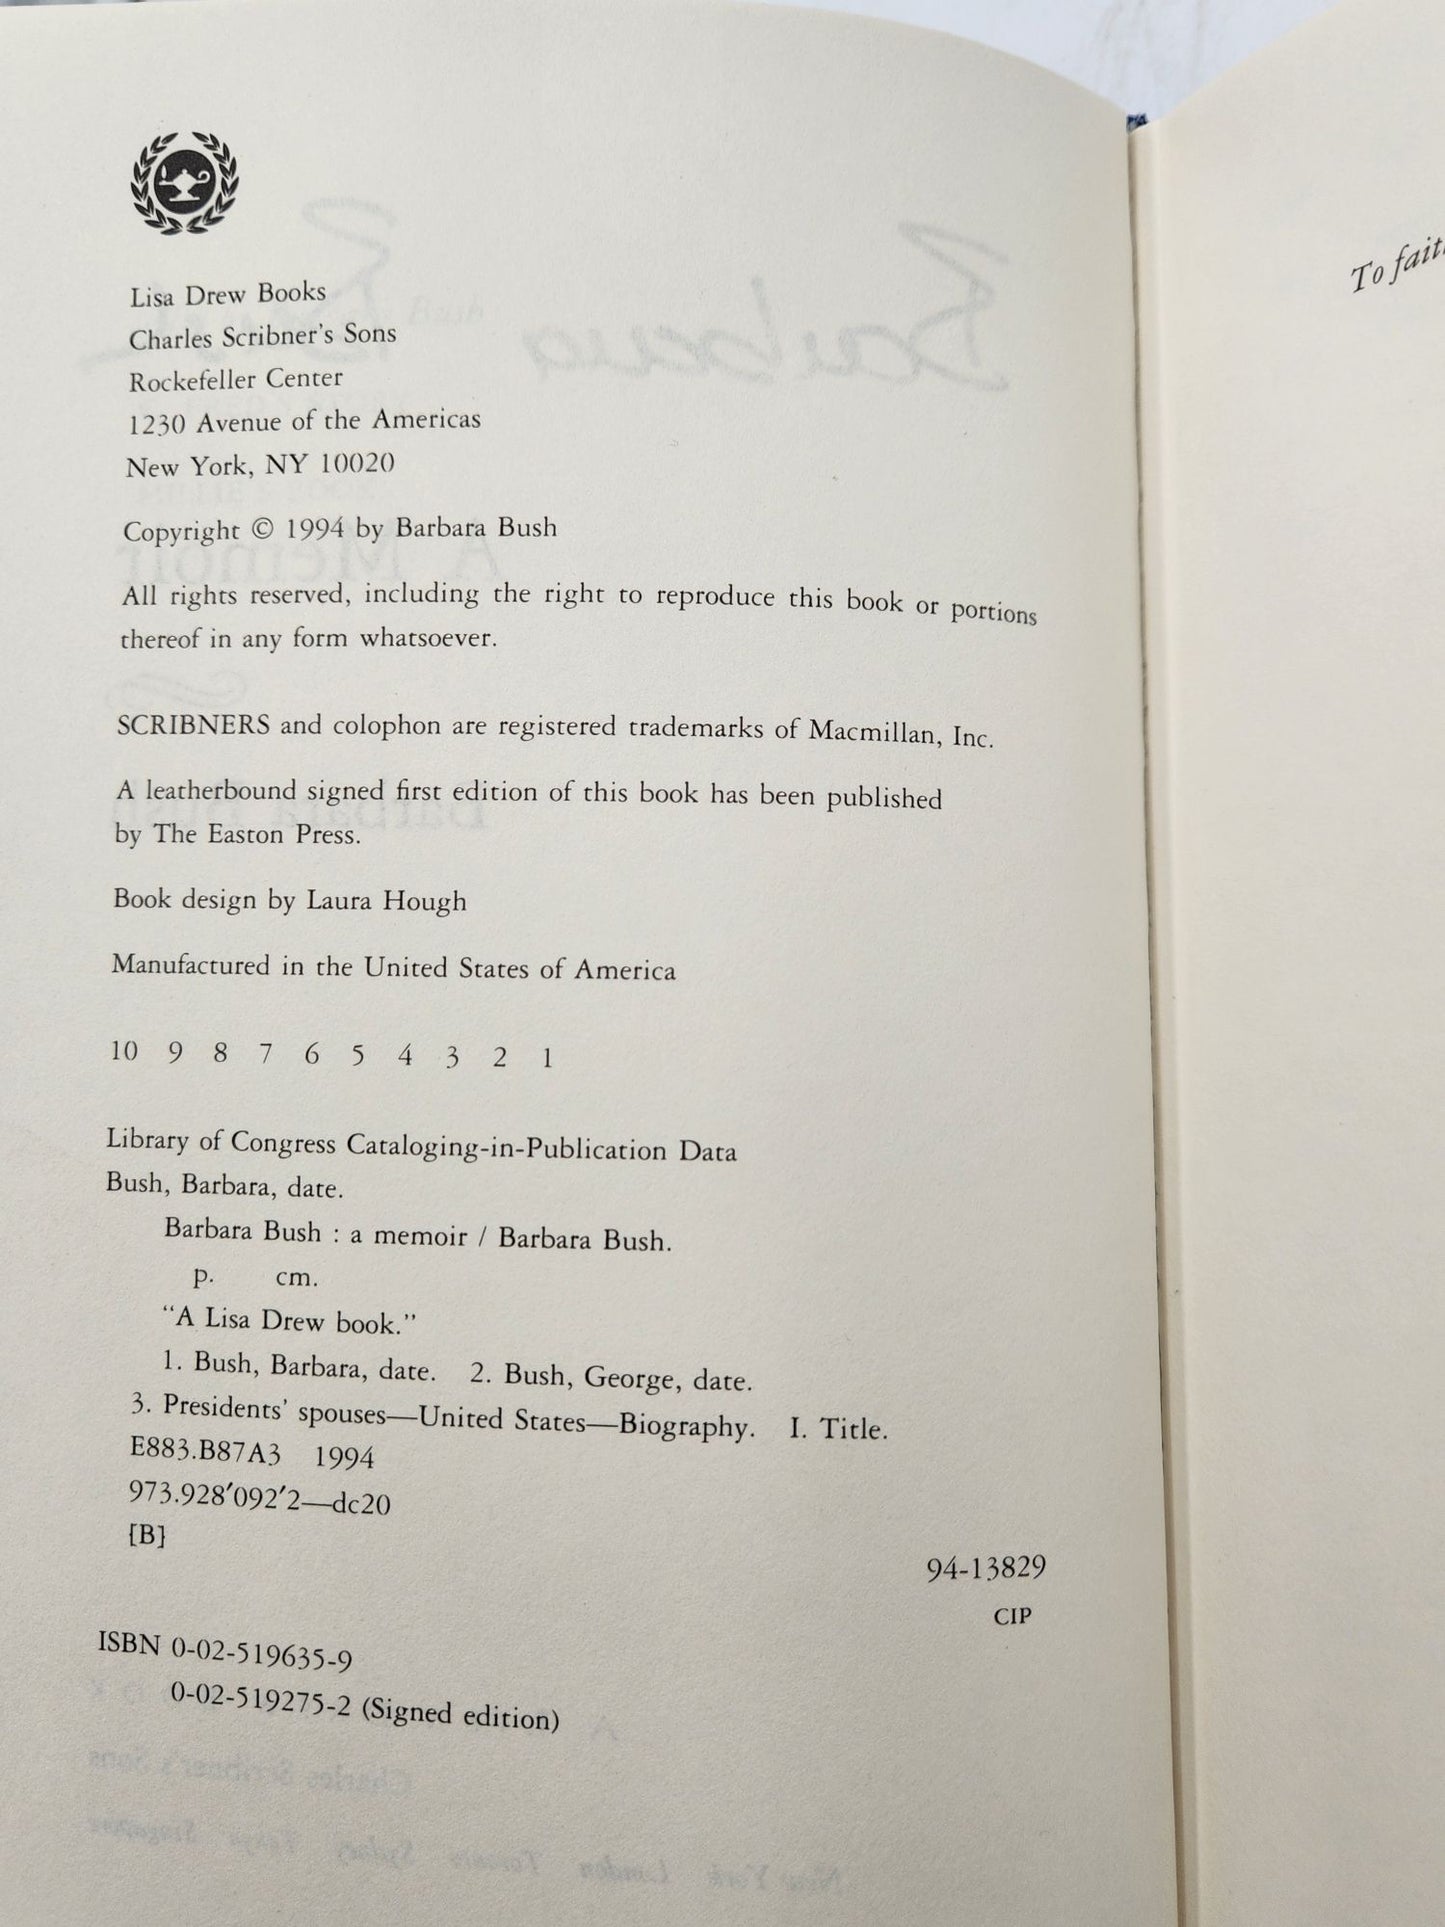 Lisa Drew Books
Charles Scribner's Sons
Rockefeller Center
1230 Avenue of the Americas
New York, NY 10020
Copyright © 1994 by Barbara Bush
All rights reserved, including the right to reproduce this book or portions
thereof in any form whatsoever.
SCRIBNERS and colophon are registered trademarks of Macmillan, Inc.
A leatherbound signed first edition of this book has been published
by The Easton Press.
Book design by Laura Hough
Manufactured in the United States of America
10 9 8 7 6 5 4 3 2 1
Library of Congress Cataloging-in-Publication Data
Bush, Barbara, date.
Barbara Bush : a memoir / Barbara Bush.
p. cm.
"A Lisa Drew book."
1. Bush, Barbara, date. 2. Bush, George, date.
3. Presidents' spouses—United States—Biography. I. Title.
E883.B87A3 1994
973.928′092′2—dc20
[B]
94-13829
CIP
ISBN 0-02-519635-9
0-02-519275-2 (Signed edition)
To